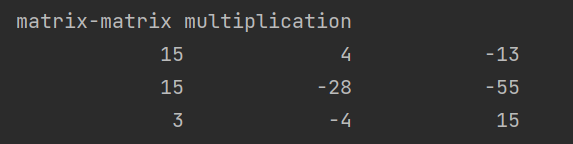 matrix-matrix multiplication
15 4 -13
15 -28 -55
3 -4 15